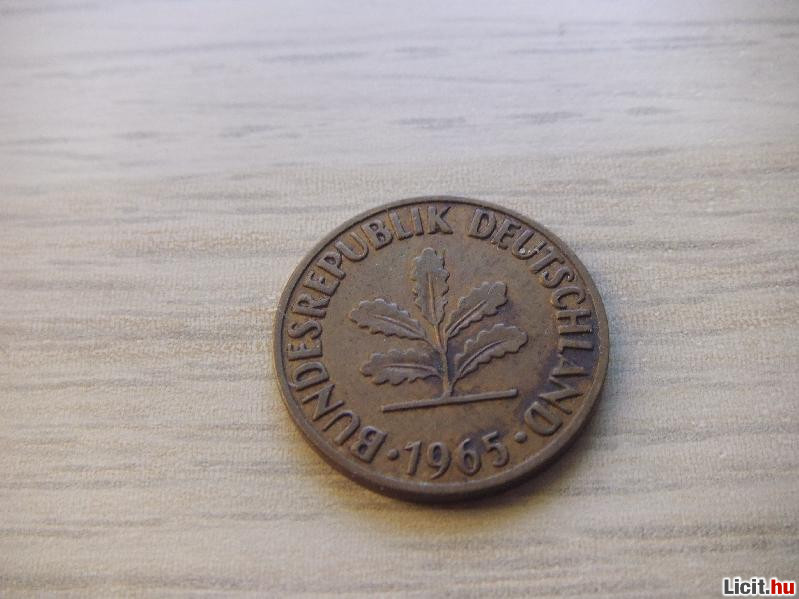 BUNDESREPUBLIK DEUTSCHLAND
· 1965 ·
Licit.hu